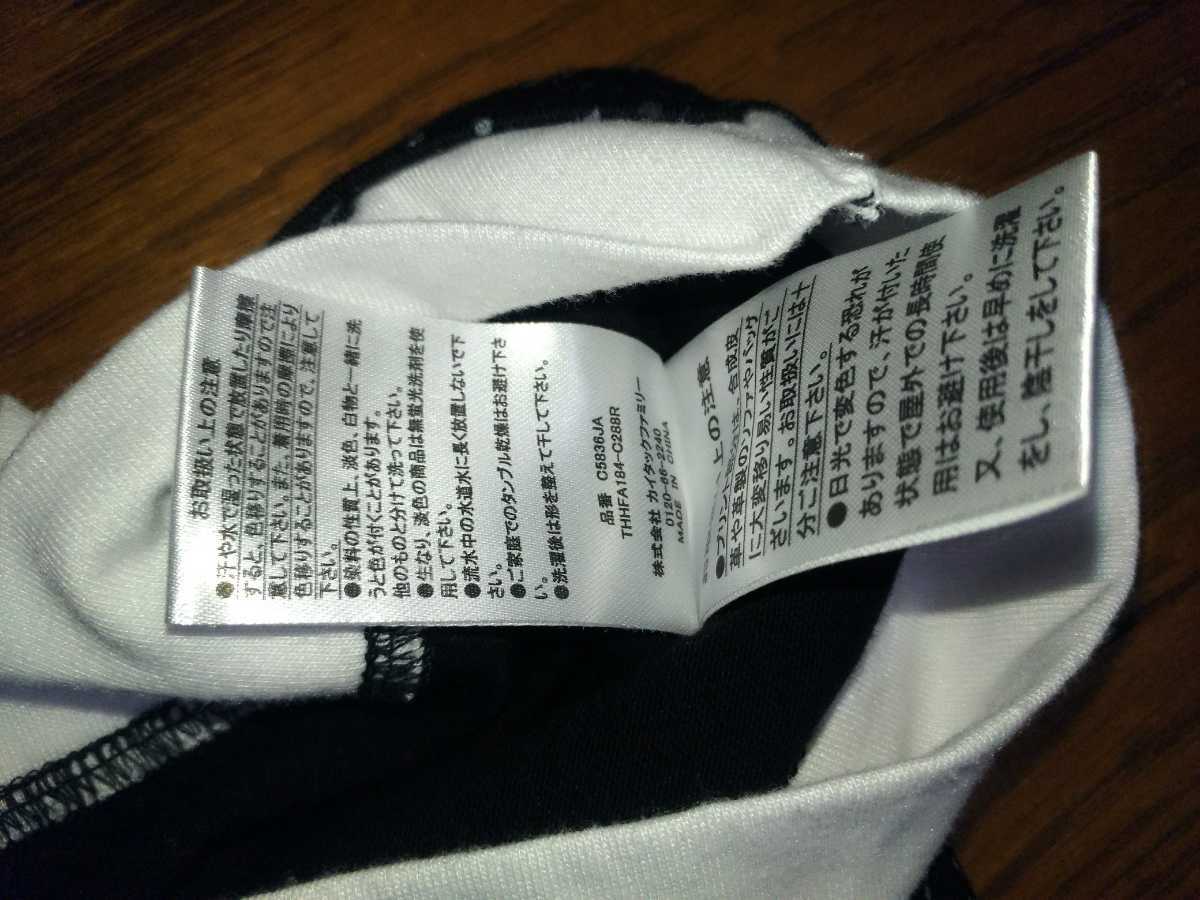 お取扱い上の注意
●汗や水で湿った状態で放置したり摩擦
すると、色移りすることがありますので注
意して下さい。また、着用時の摩擦により
色移りすることがありますので、注意して
下さい。
●染料の性質上、淡色、白物と一緒に洗
うと色が付くことがあります。
他のものと分けて洗って下さい。
●生なり、淡色の商品は無蛍光洗剤を使
用して下さい。
●流水中の水道水に長く放置しないで下
さい。
●ご家庭でのタンブル乾燥はお避け下さ
い。
●洗濯後は形を整えて干して下さい。
品番 C5836JA
THHFA184-C288R
株式会社 カイタックファミリー
0120-66-2240
MADE IN CHINA
上の注意
●プリント 合成皮
革や革製のソファやバッグ
に大変移り易い性質がご
ざいます。お取扱いには十
分ご注意下さい。
●日光で変色する恐れが
ありますので、汗が付いた
状態で屋外での長時間使
用はお避け下さい。
又、使用後は早めに洗濯
をし、陰干しをして下さい。